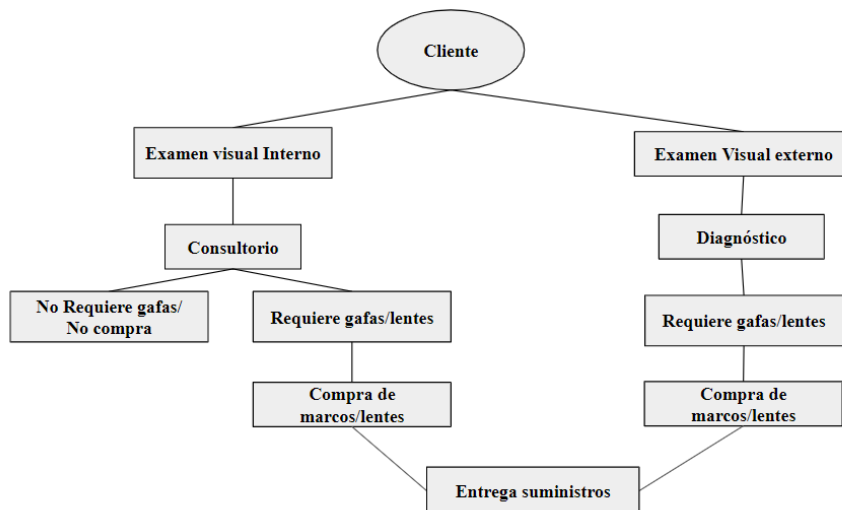 Cliente
Examen visual Interno
Examen Visual externo
Consultorio
Diagnóstico
No Requiere gafas/
No compra
Requiere gafas/lentes
Requiere gafas/lentes
Compra de
marcos/lentes
Compra de
marcos/lentes
Entrega suministros